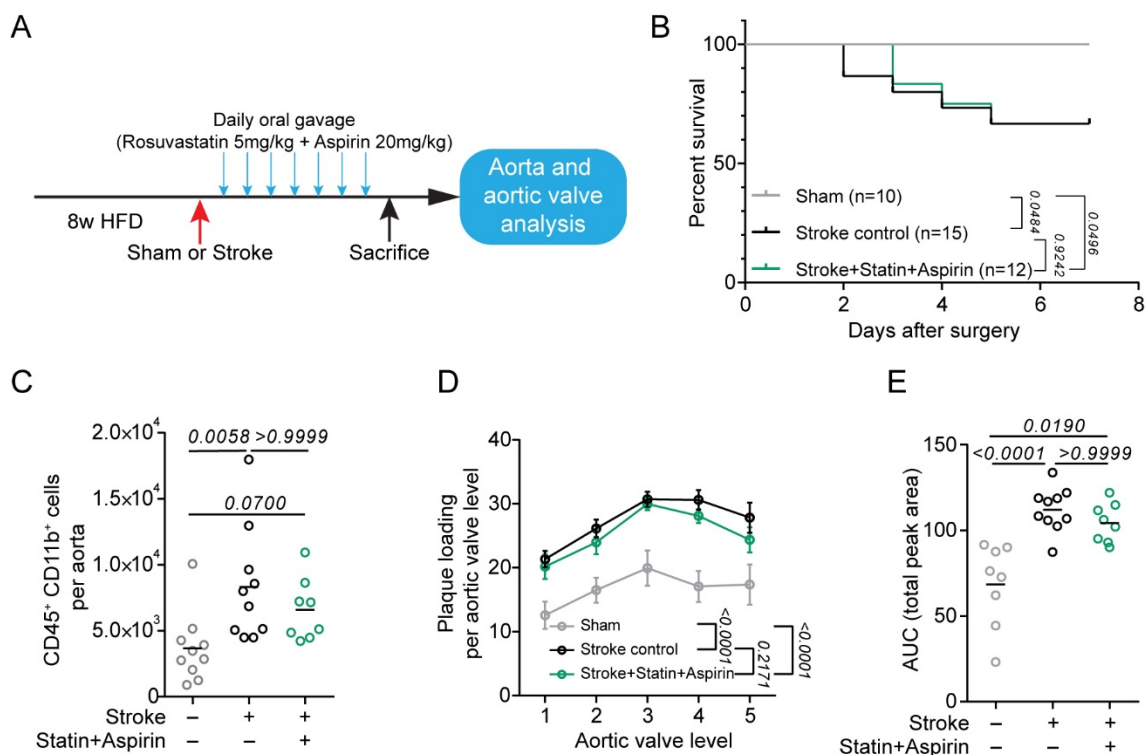 A
Daily oral gavage
(Rosuvastatin 5mg/kg + Aspirin 20mg/kg)
8w HFD
Sham or Stroke
Sacrifice
Aorta and
aortic valve
analysis
B
Percent survival
100
50
0
0 2 4 6 8
Days after surgery
Sham (n=10)
Stroke control (n=15)
Stroke+Statin+Aspirin (n=12)
0.0484
0.9242
0.0496
C
CD45⁺ CD11b⁺ cells
per aorta
2.0×10⁴
1.5×10⁴
1.0×10⁴
5.0×10³
0
0.0058 >0.9999
0.0700
Stroke – + +
Statin+Aspirin – – +
D
Plaque loading
per aortic valve level
40
30
20
10
0
Sham
Stroke control
Stroke+Statin+Aspirin
<0.0001
0.2171
<0.0001
1 2 3 4 5
Aortic valve level
E
AUC (total peak area)
150
100
50
0
0.0190
<0.0001 >0.9999
Stroke – + +
Statin+Aspirin – – +